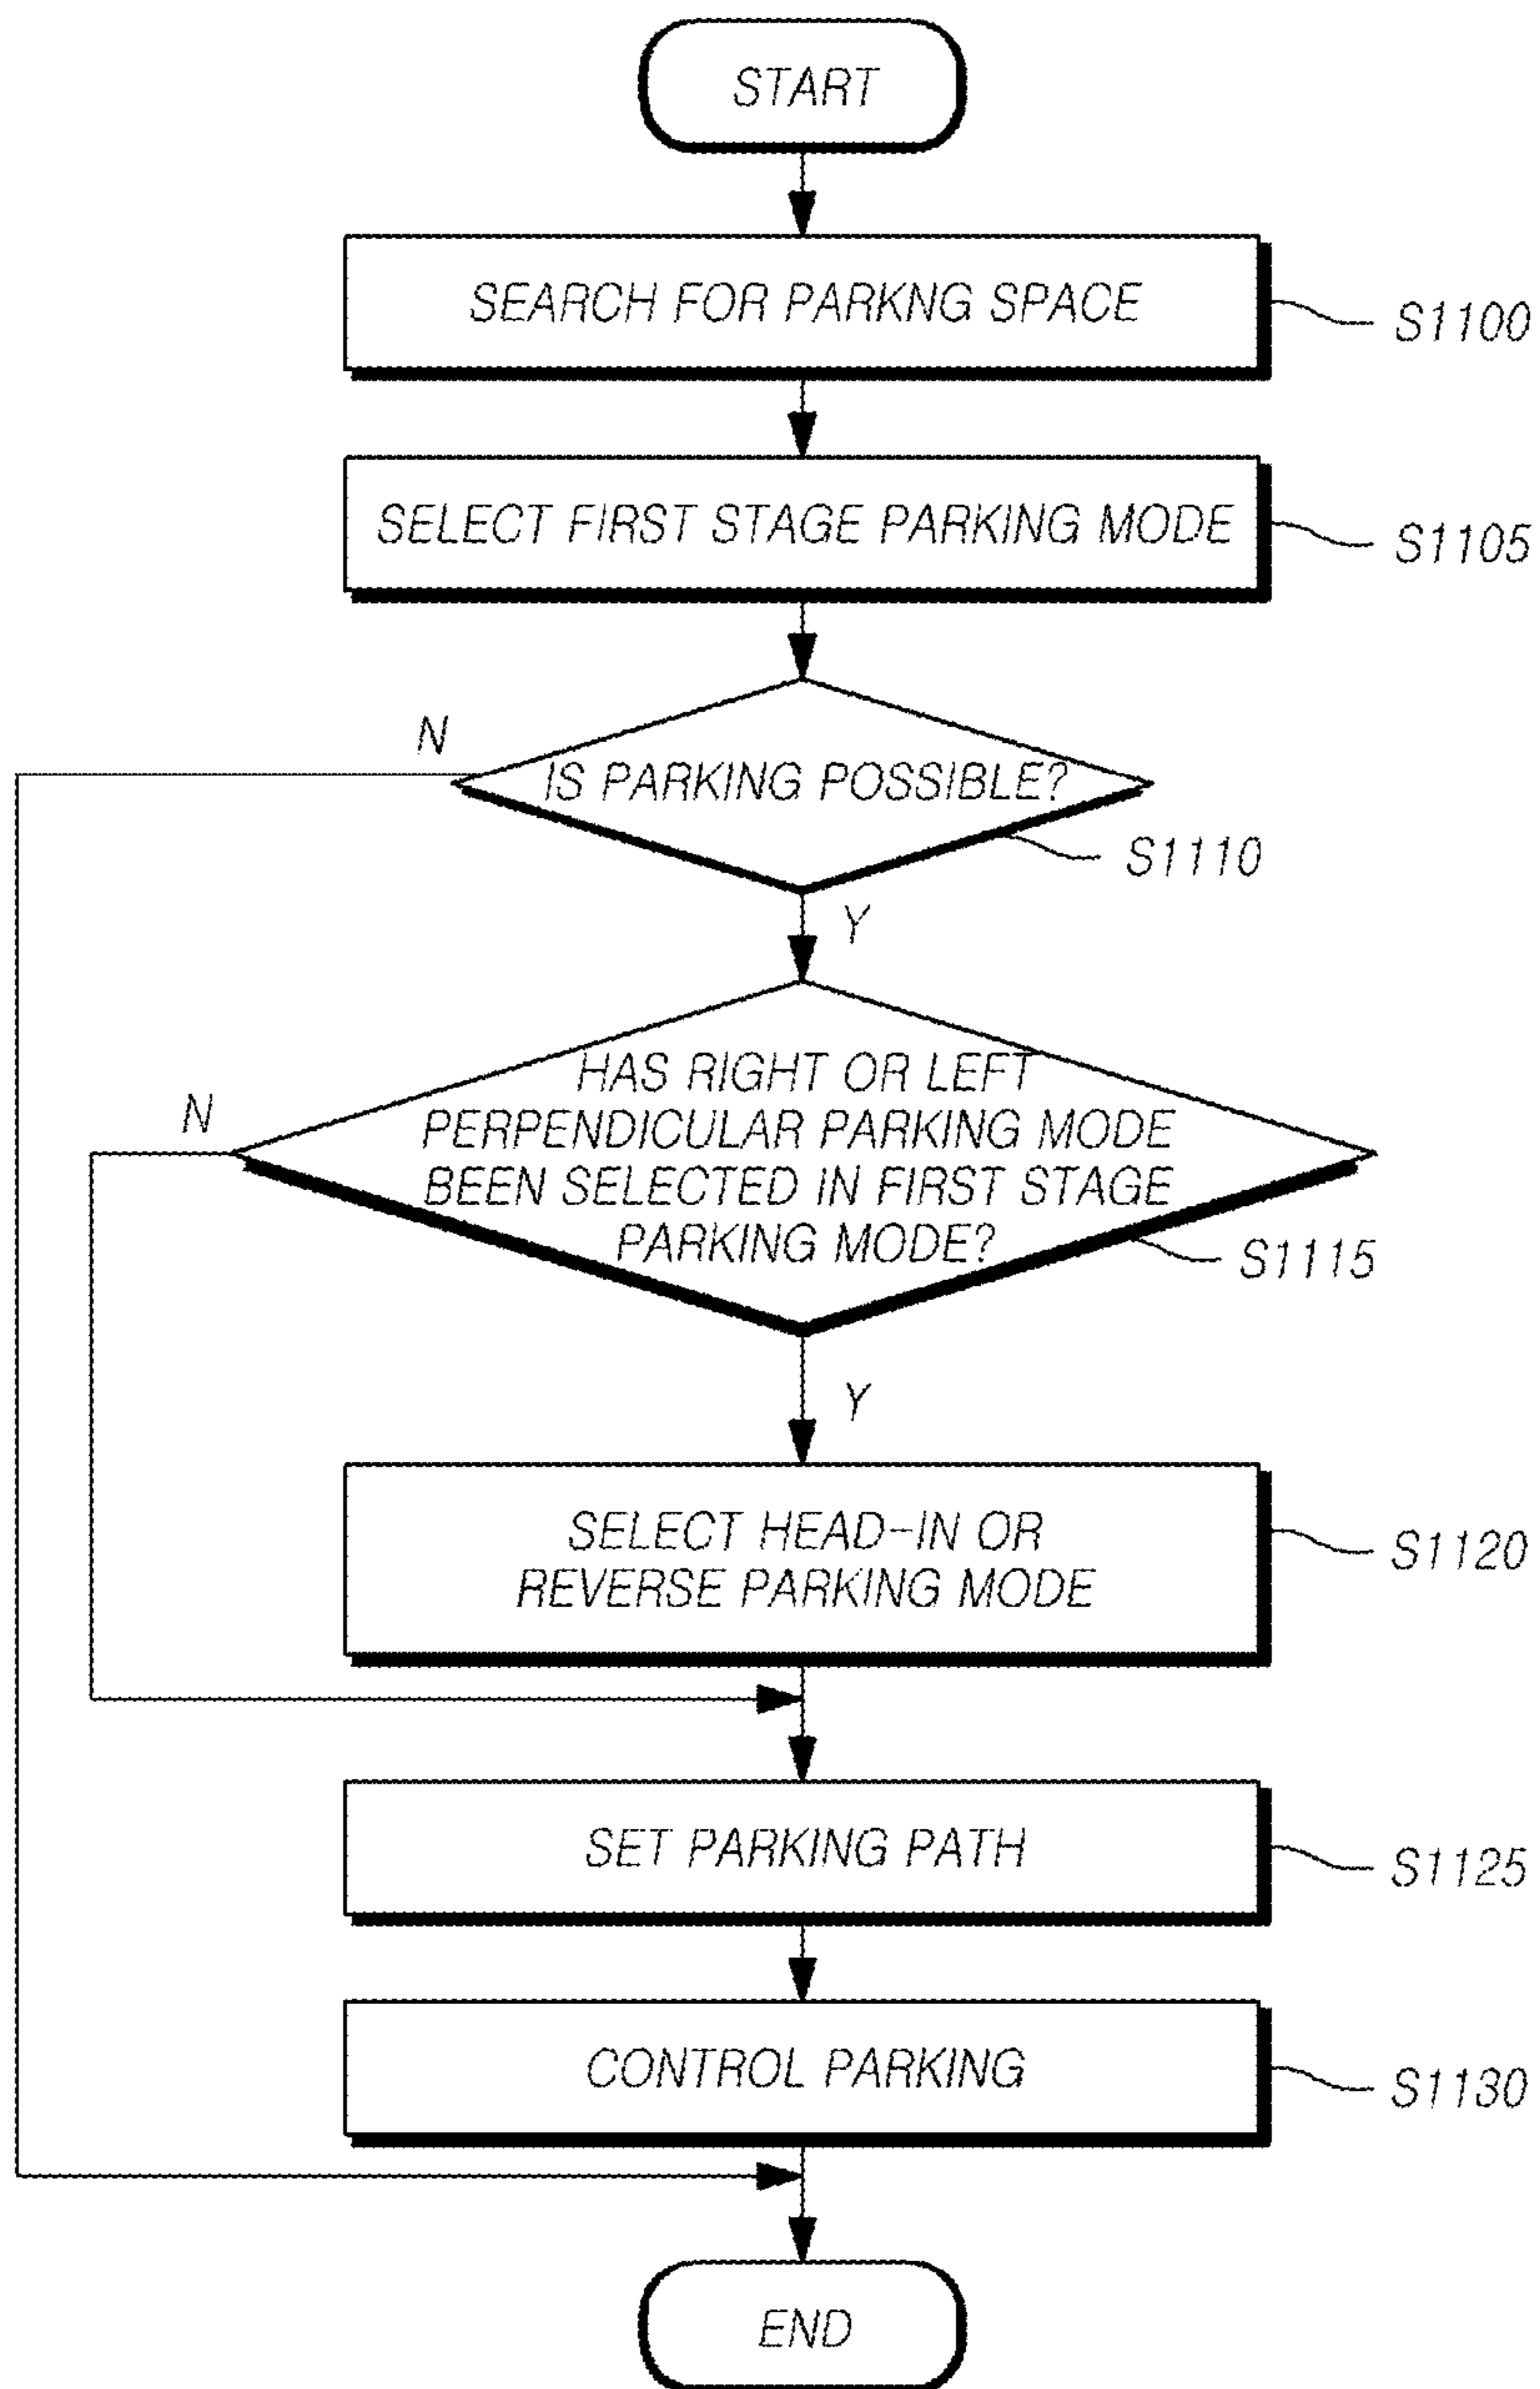 START
SEARCH FOR PARKNG SPACE
S1100
SELECT FIRST STAGE PARKING MODE
S1105
N
IS PARKING POSSIBLE?
S1110
Y
N
HAS RIGHT OR LEFT
PERPENDICULAR PARKING MODE
BEEN SELECTED IN FIRST STAGE
PARKING MODE?
S1115
Y
SELECT HEAD-IN OR
REVERSE PARKING MODE
S1120
SET PARKING PATH
S1125
CONTROL PARKING
S1130
END